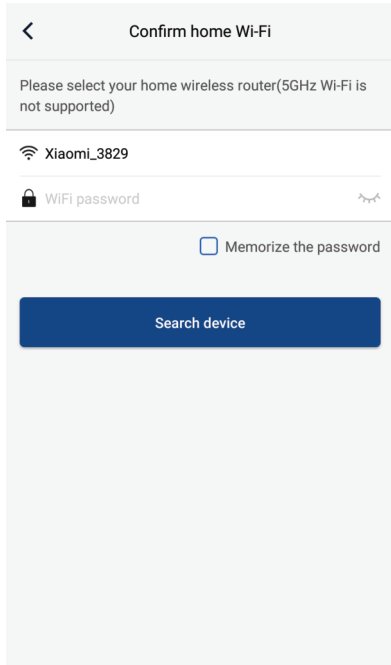 Confirm home Wi-Fi
Please select your home wireless router(5GHz Wi-Fi is
not supported)
Xiaomi_3829
WiFi password
Memorize the password
Search device